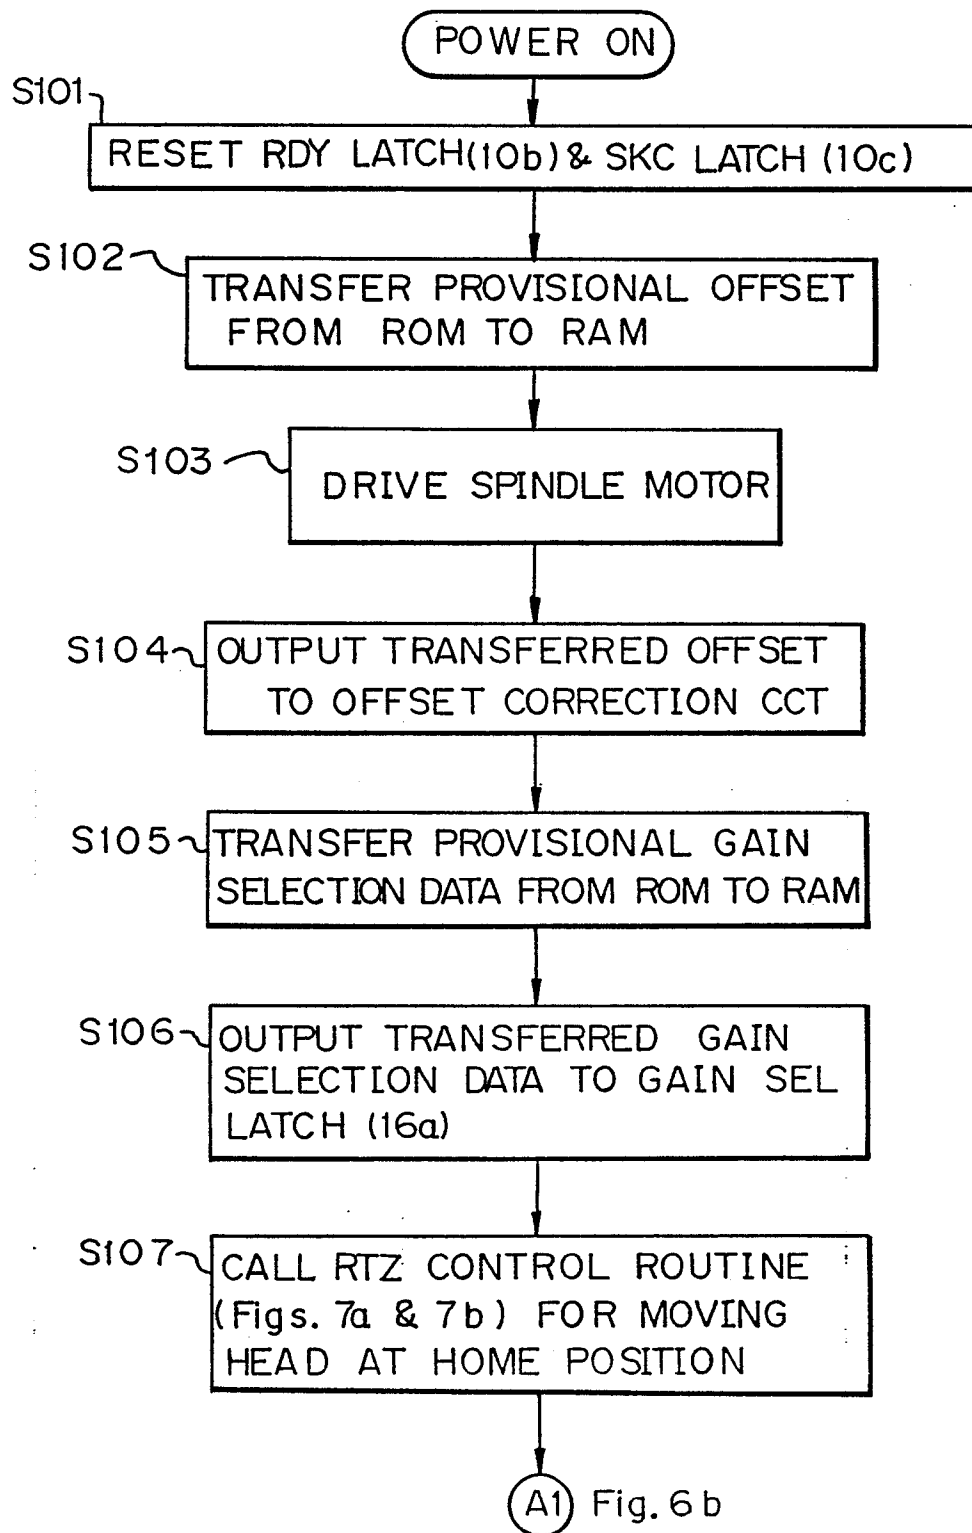 POWER ON
S101
RESET RDY LATCH(10b) & SKC LATCH (10c)
S102
TRANSFER PROVISIONAL OFFSET
FROM ROM TO RAM
S103
DRIVE SPINDLE MOTOR
S104
OUTPUT TRANSFERRED OFFSET
TO OFFSET CORRECTION CCT
S105
TRANSFER PROVISIONAL GAIN
SELECTION DATA FROM ROM TO RAM
S106
OUTPUT TRANSFERRED GAIN
SELECTION DATA TO GAIN SEL
LATCH (16a)
S107
CALL RTZ CONTROL ROUTINE
(Figs. 7a & 7b) FOR MOVING
HEAD AT HOME POSITION
A1 Fig. 6b